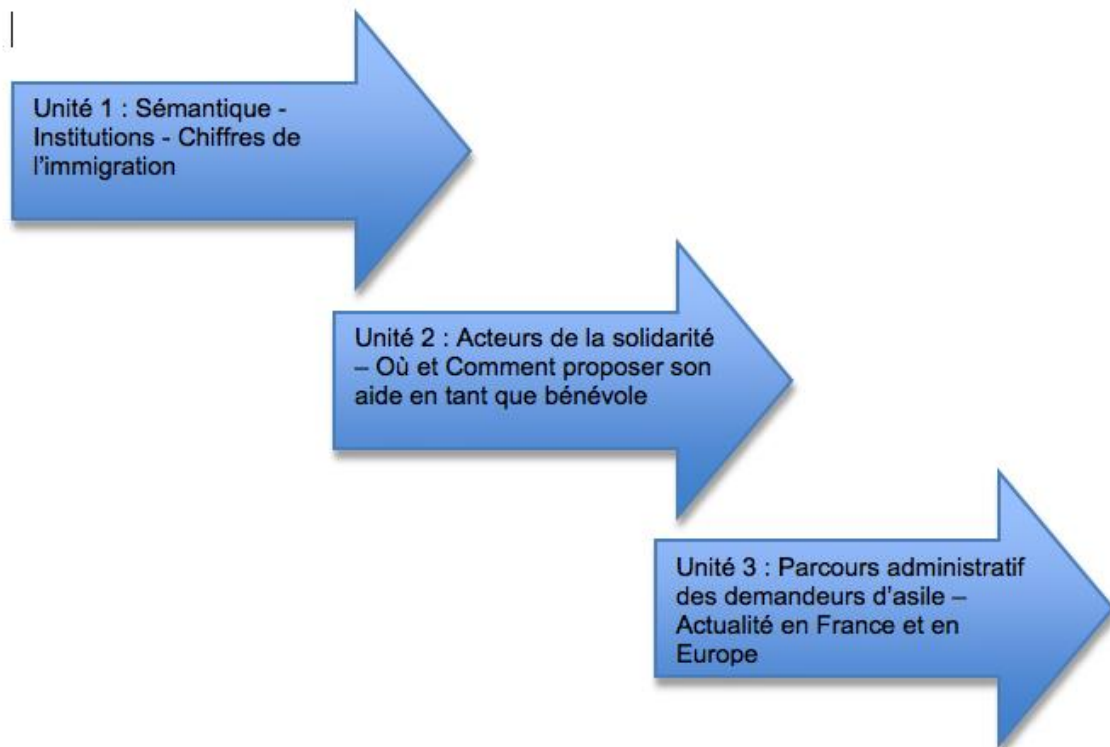 Unité 1 : Sémantique -
Institutions - Chiffres de
l'immigration
Unité 2 : Acteurs de la solidarité
– Où et Comment proposer son
aide en tant que bénévole
Unité 3 : Parcours administratif
des demandeurs d'asile –
Actualité en France et en
Europe